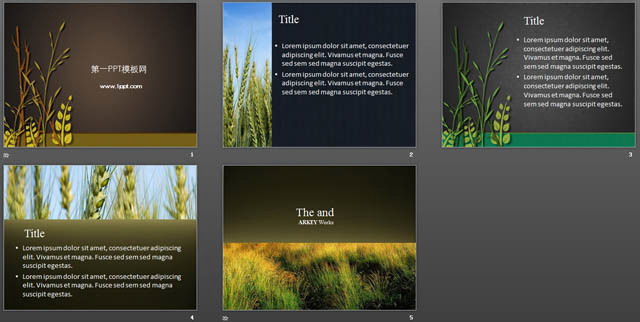 第一PPT模板网
www.1ppt.com
1
Title
• Lorem ipsum dolor sit amet, consectetuer
adipiscing elit. Vivamus et magna. Fusce
sed sem sed magna suscipit egestas.
• Lorem ipsum dolor sit amet, consectetuer
adipiscing elit. Vivamus et magna. Fusce
sed sem sed magna suscipit egestas.
2
Title
• Lorem ipsum dolor sit amet,
consectetuer adipiscing elit.
Vivamus et magna. Fusce sed
sem sed magna suscipit egestas.
• Lorem ipsum dolor sit amet,
consectetuer adipiscing elit.
Vivamus et magna. Fusce sed
sem sed magna suscipit egestas.
3
Title
• Lorem ipsum dolor sit amet, consectetuer adipiscing
elit. Vivamus et magna. Fusce sed sem sed magna
suscipit egestas.
• Lorem ipsum dolor sit amet, consectetuer adipiscing
elit. Vivamus et magna. Fusce sed sem sed magna
suscipit egestas.
4
The and
ARKEY Works
5